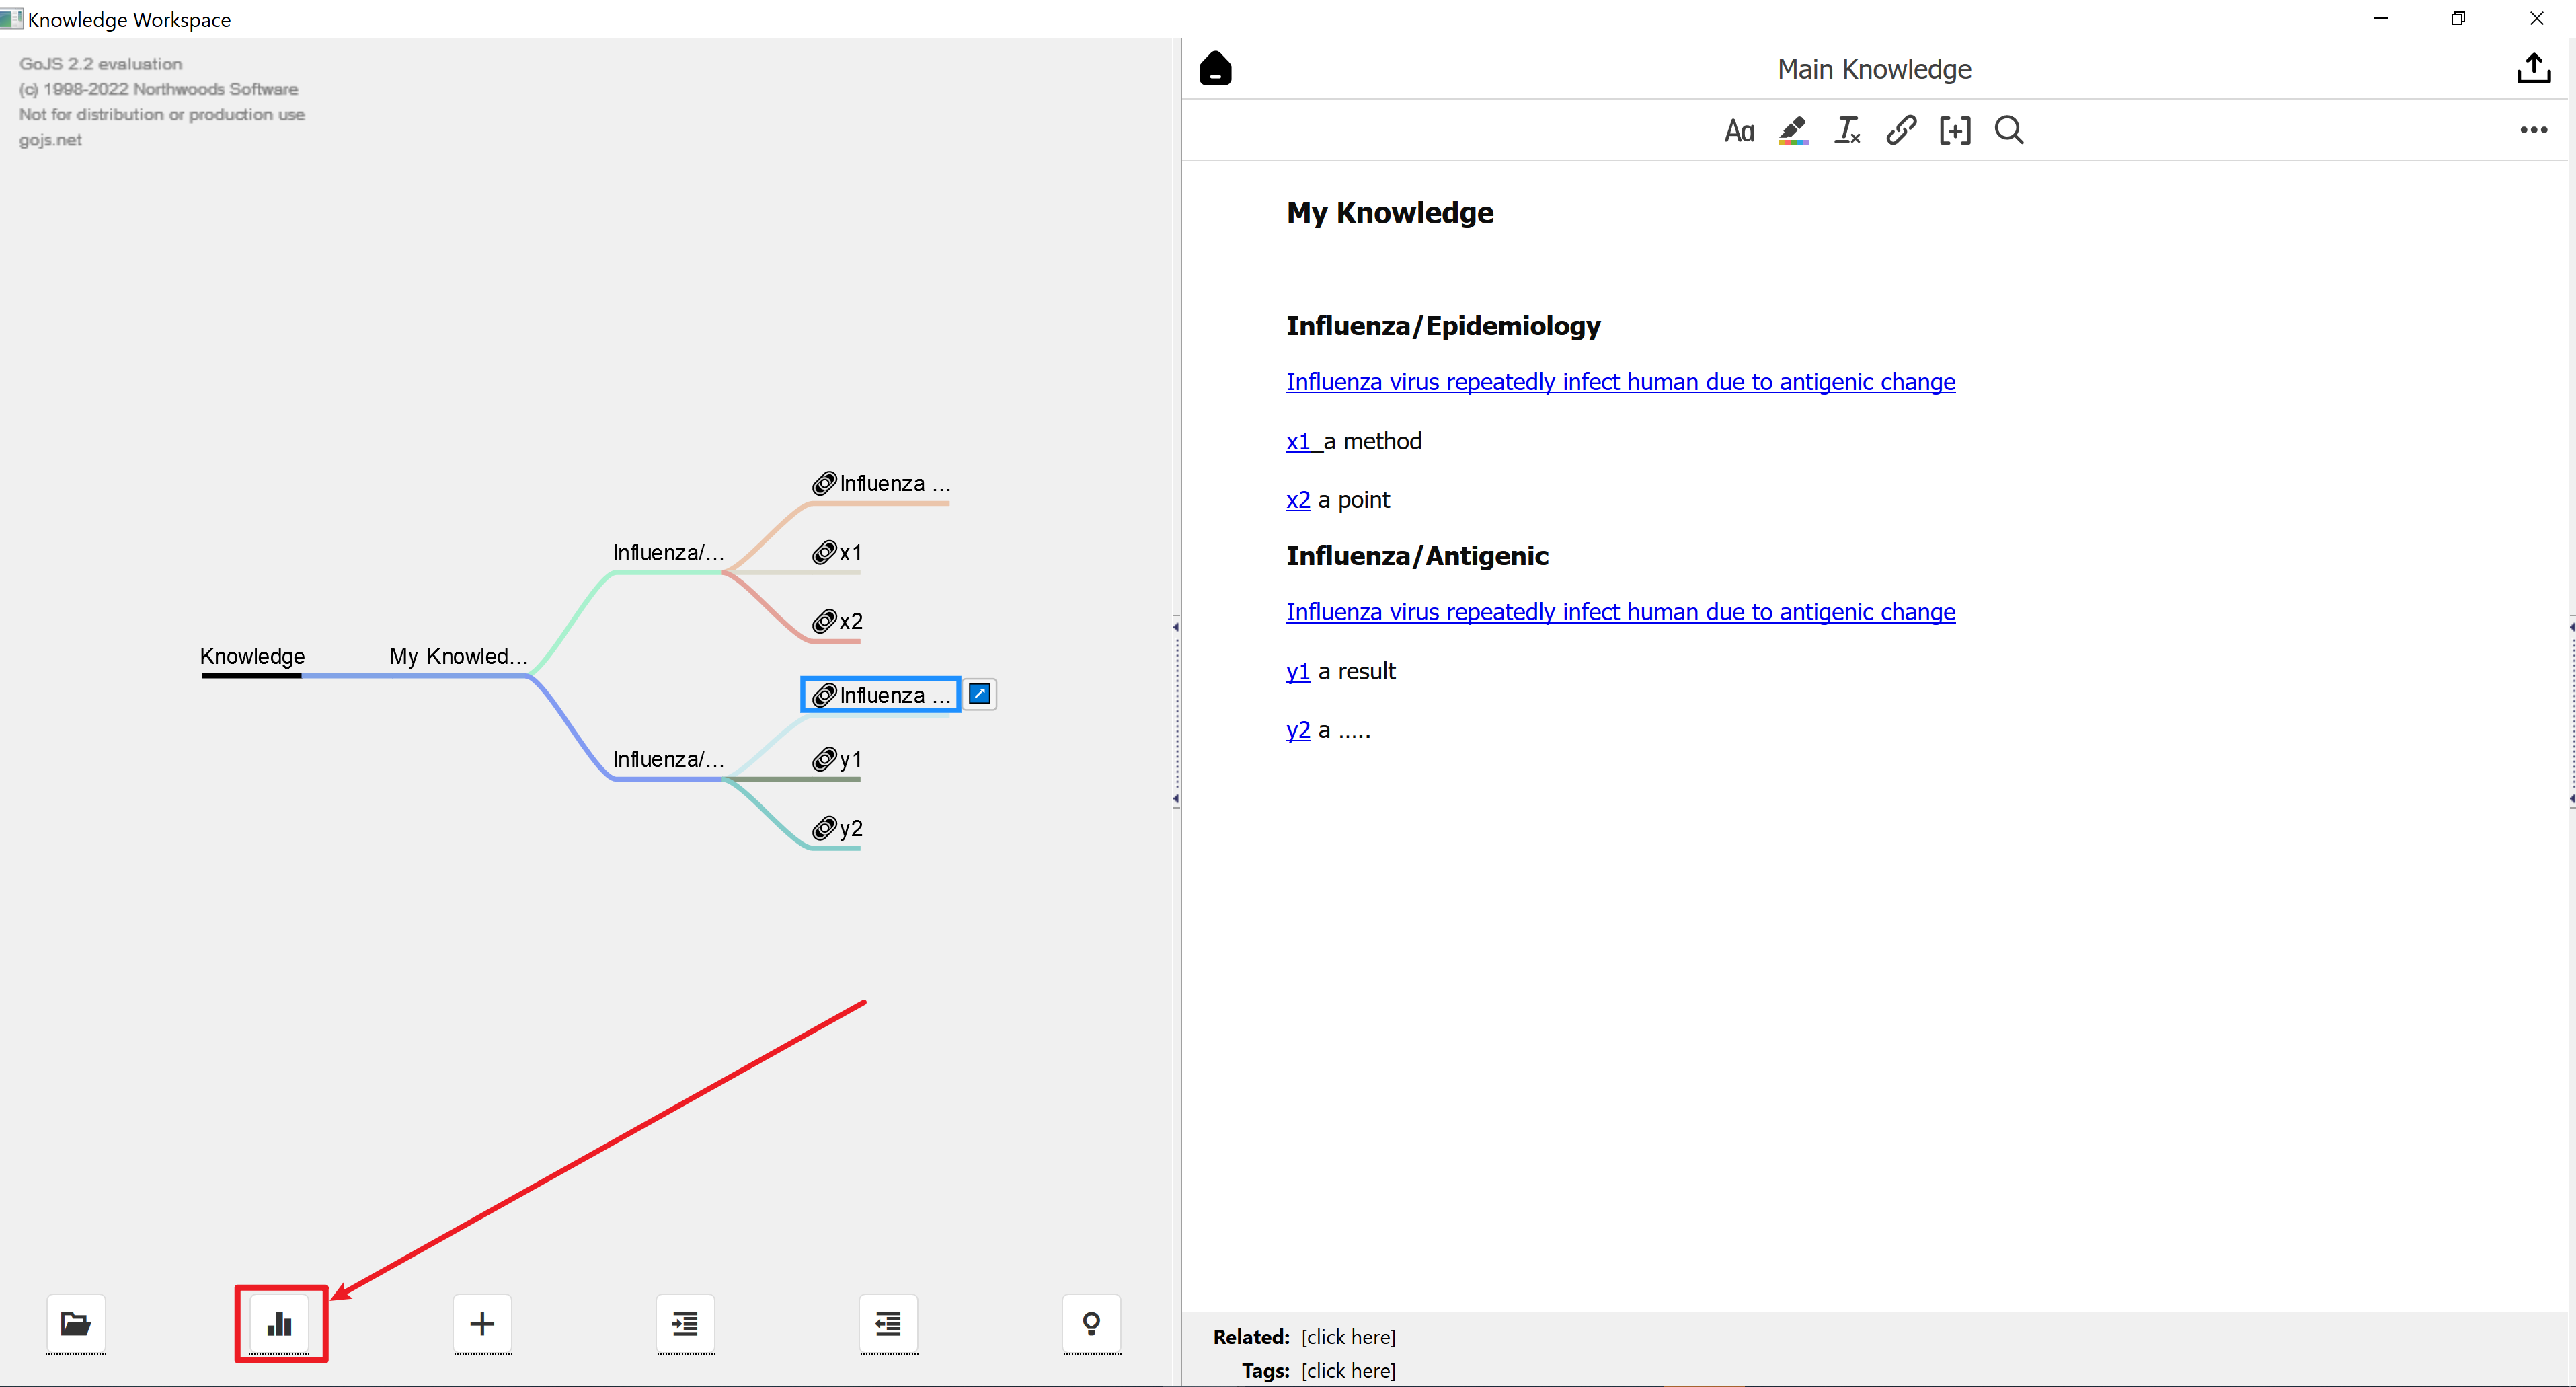 Knowledge Workspace
GoJS 2.2 evaluation
(c) 1998-2022 Northwoods Software
Not for distribution or production use
gojs.net
Influenza ...
Influenza/...
x1
x2
Knowledge
My Knowled...
Influenza ...
Influenza/...
y1
y2
Main Knowledge
Aa
My Knowledge
Influenza/Epidemiology
Influenza virus repeatedly infect human due to antigenic change
x1 a method
x2 a point
Influenza/Antigenic
Influenza virus repeatedly infect human due to antigenic change
y1 a result
y2 a .....
Related: [click here]
Tags: [click here]